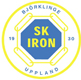 BJÖRKLINGE
SK
IRON
19 30
UPPLAND